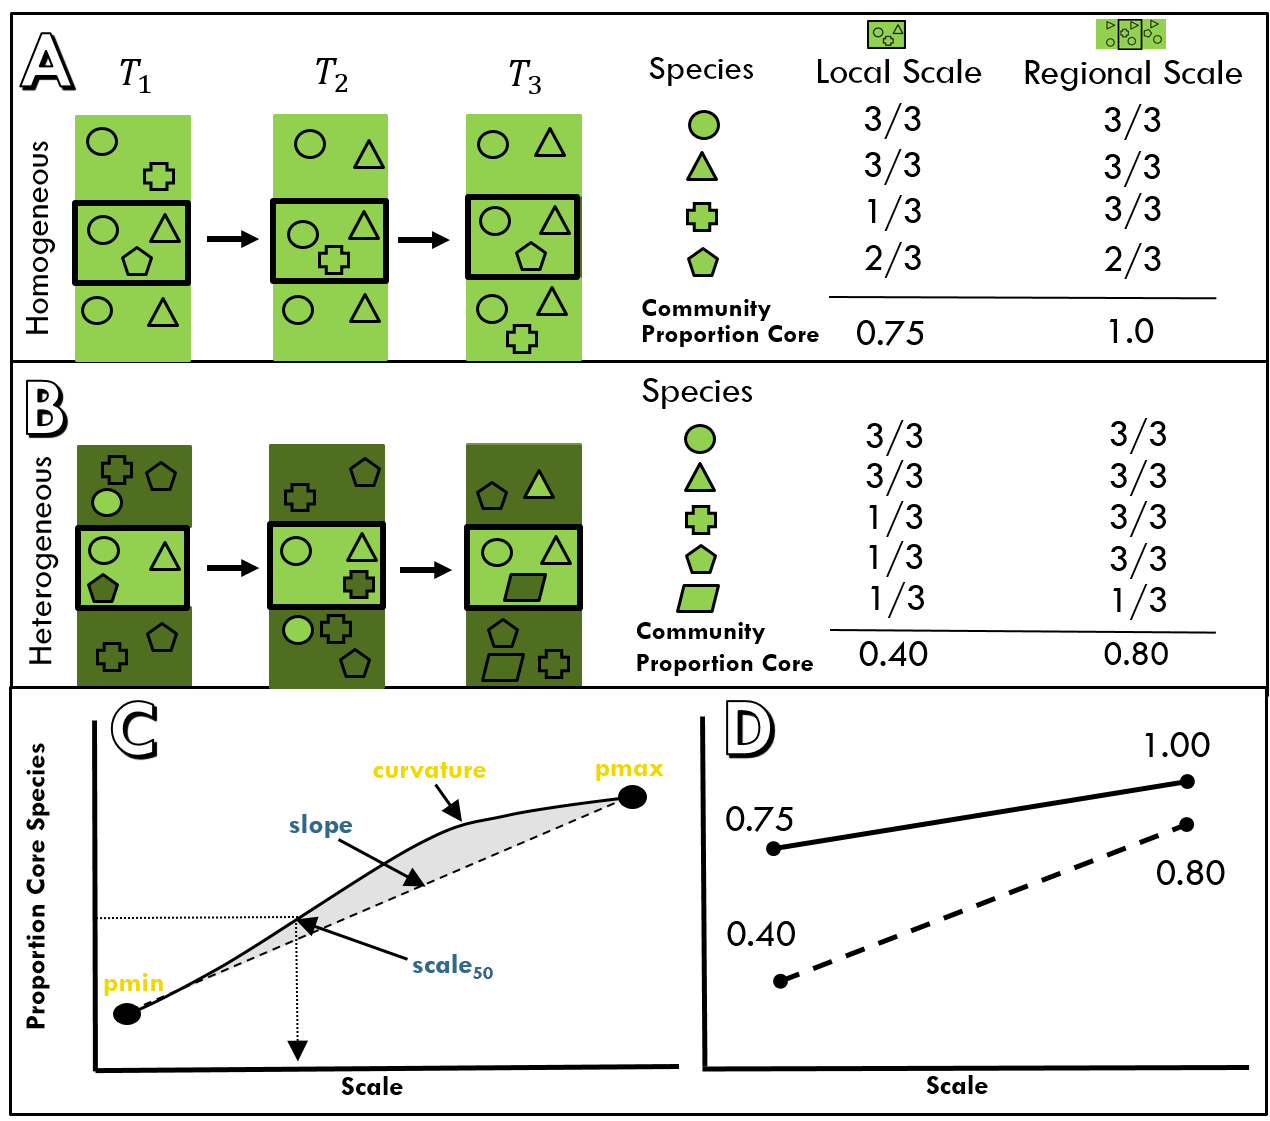 A
T₁
T₂
T₃
Species
Local Scale
Regional Scale
Homogeneous
3/3
3/3
3/3
3/3
1/3
3/3
2/3
2/3
Community
Proportion Core
0.75
1.0
B
Species
Heterogeneous
3/3
3/3
3/3
3/3
1/3
3/3
1/3
3/3
1/3
1/3
Community
Proportion Core
0.40
0.80
C
Proportion Core Species
curvature
pmax
slope
scale₅₀
pmin
Scale
D
1.00
0.75
0.80
0.40
Scale